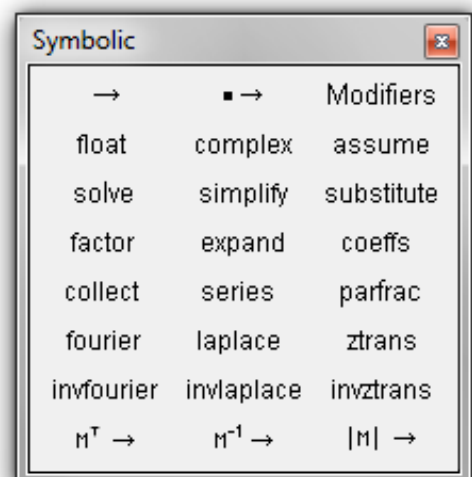 Symbolic
→ ▪ → Modifiers
float complex assume
solve simplify substitute
factor expand coeffs
collect series parfrac
fourier laplace ztrans
invfourier invlaplace invztrans
Mᵀ → M⁻¹ → |M| →